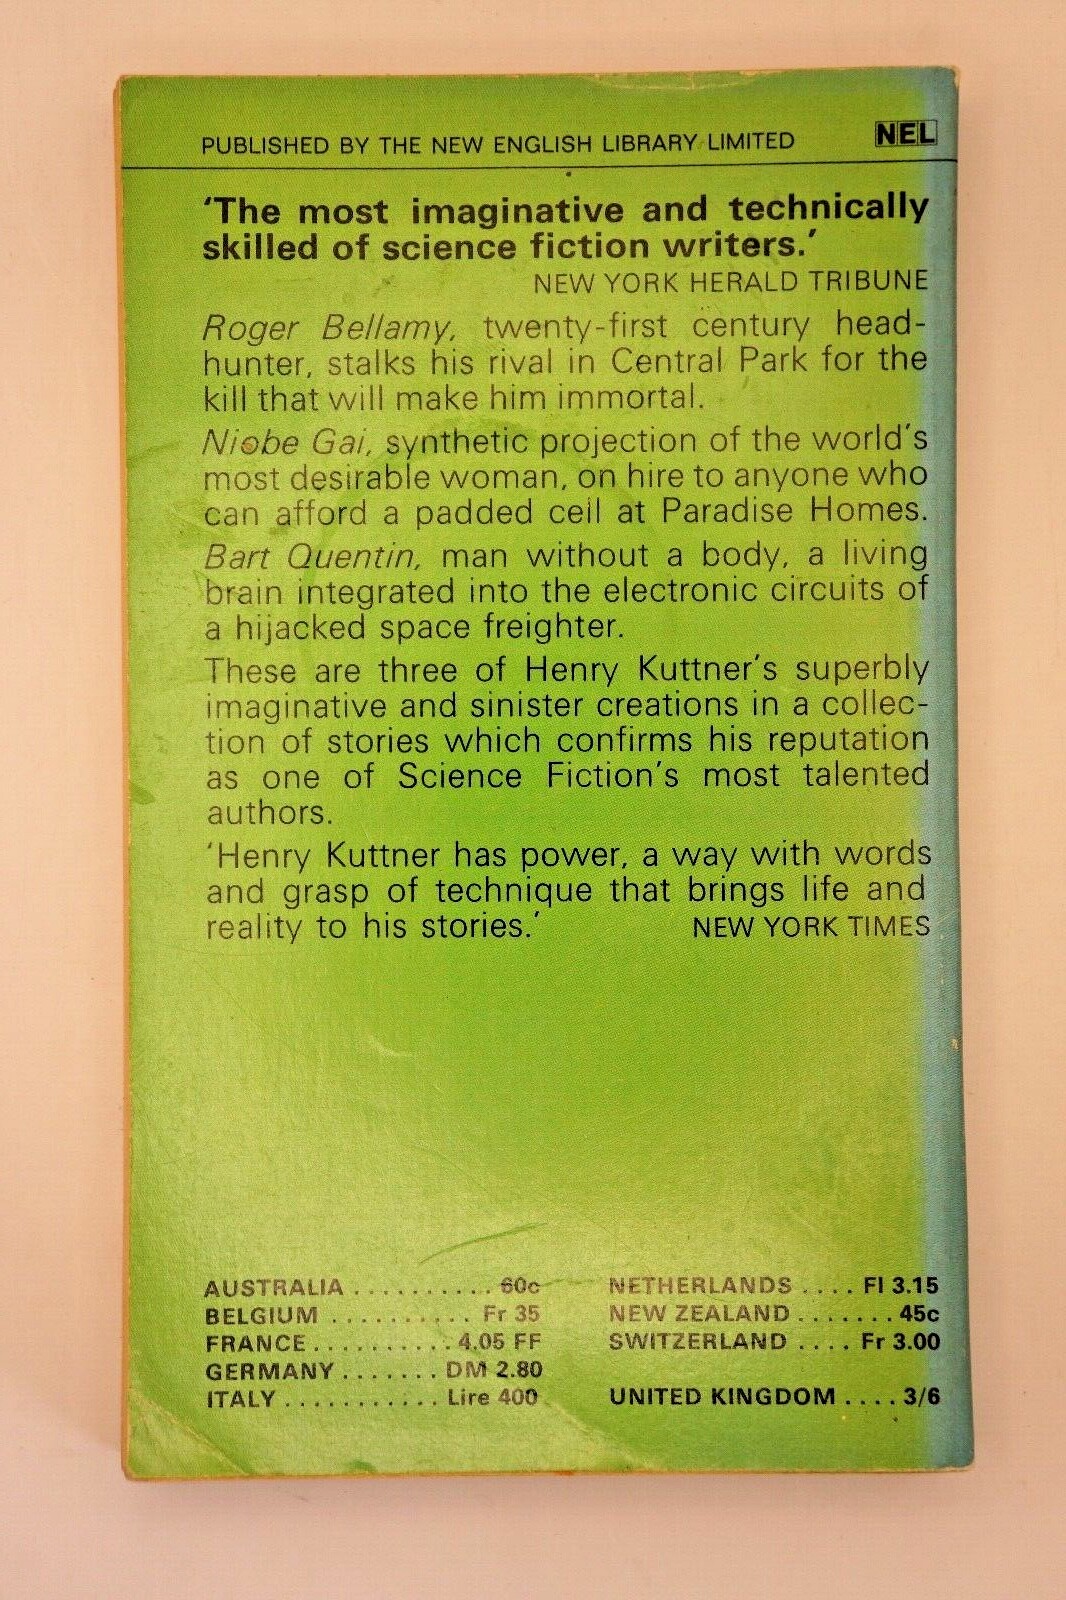 PUBLISHED BY THE NEW ENGLISH LIBRARY LIMITED NEL
'The most imaginative and technically
skilled of science fiction writers.'
NEW YORK HERALD TRIBUNE
Roger Bellamy, twenty-first century head-
hunter, stalks his rival in Central Park for the
kill that will make him immortal.
Niobe Gai, synthetic projection of the world's
most desirable woman, on hire to anyone who
can afford a padded cell at Paradise Homes.
Bart Quentin, man without a body, a living
brain integrated into the electronic circuits of
a hijacked space freighter.
These are three of Henry Kuttner's superbly
imaginative and sinister creations in a collec-
tion of stories which confirms his reputation
as one of Science Fiction's most talented
authors.
'Henry Kuttner has power, a way with words
and grasp of technique that brings life and
reality to his stories.' NEW YORK TIMES
AUSTRALIA . . . . . . . . . . 60c
BELGIUM . . . . . . . . . . Fr 35
FRANCE . . . . . . . . . . 4.05 FF
GERMANY . . . . . . . DM 2.80
ITALY . . . . . . . . . . . Lire 400
NETHERLANDS . . . . Fl 3.15
NEW ZEALAND . . . . . . . 45c
SWITZERLAND . . . . Fr 3.00
UNITED KINGDOM . . . . 3/6